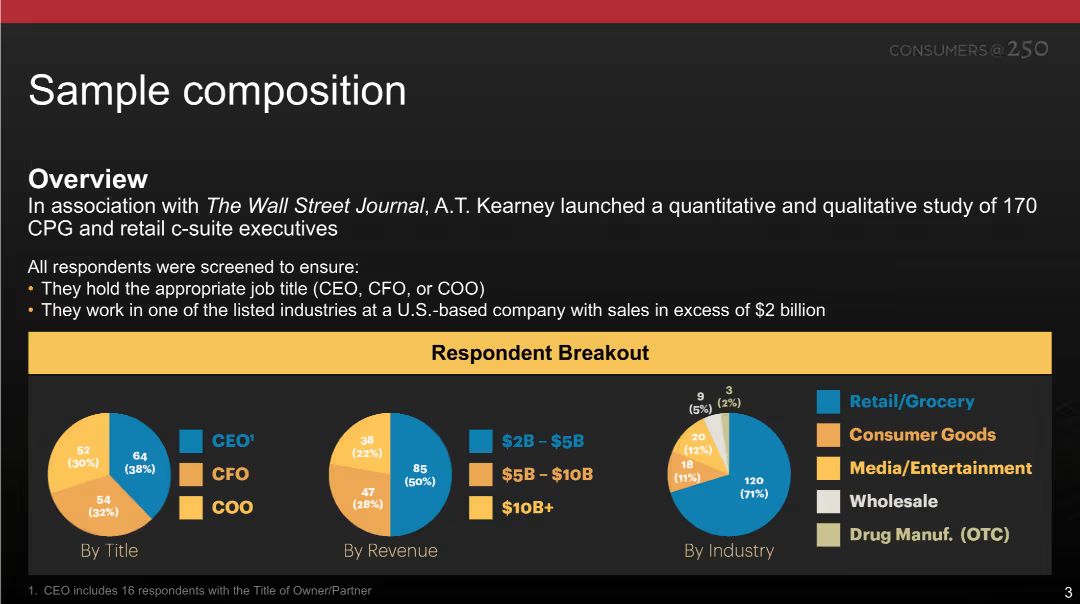 CONSUMERS@250
Sample composition
Overview
In association with The Wall Street Journal, A.T. Kearney launched a quantitative and qualitative study of 170
CPG and retail c-suite executives
All respondents were screened to ensure:
• They hold the appropriate job title (CEO, CFO, or COO)
• They work in one of the listed industries at a U.S.-based company with sales in excess of $2 billion
Respondent Breakout
52
(30%)
64
(38%)
54
(32%)
CEO¹
CFO
COO
By Title
38
(22%)
85
(50%)
47
(28%)
$2B – $5B
$5B – $10B
$10B+
By Revenue
9
(5%)
3
(2%)
20
(12%)
18
(11%)
120
(71%)
Retail/Grocery
Consumer Goods
Media/Entertainment
Wholesale
Drug Manuf. (OTC)
By Industry
1. CEO includes 16 respondents with the Title of Owner/Partner
3